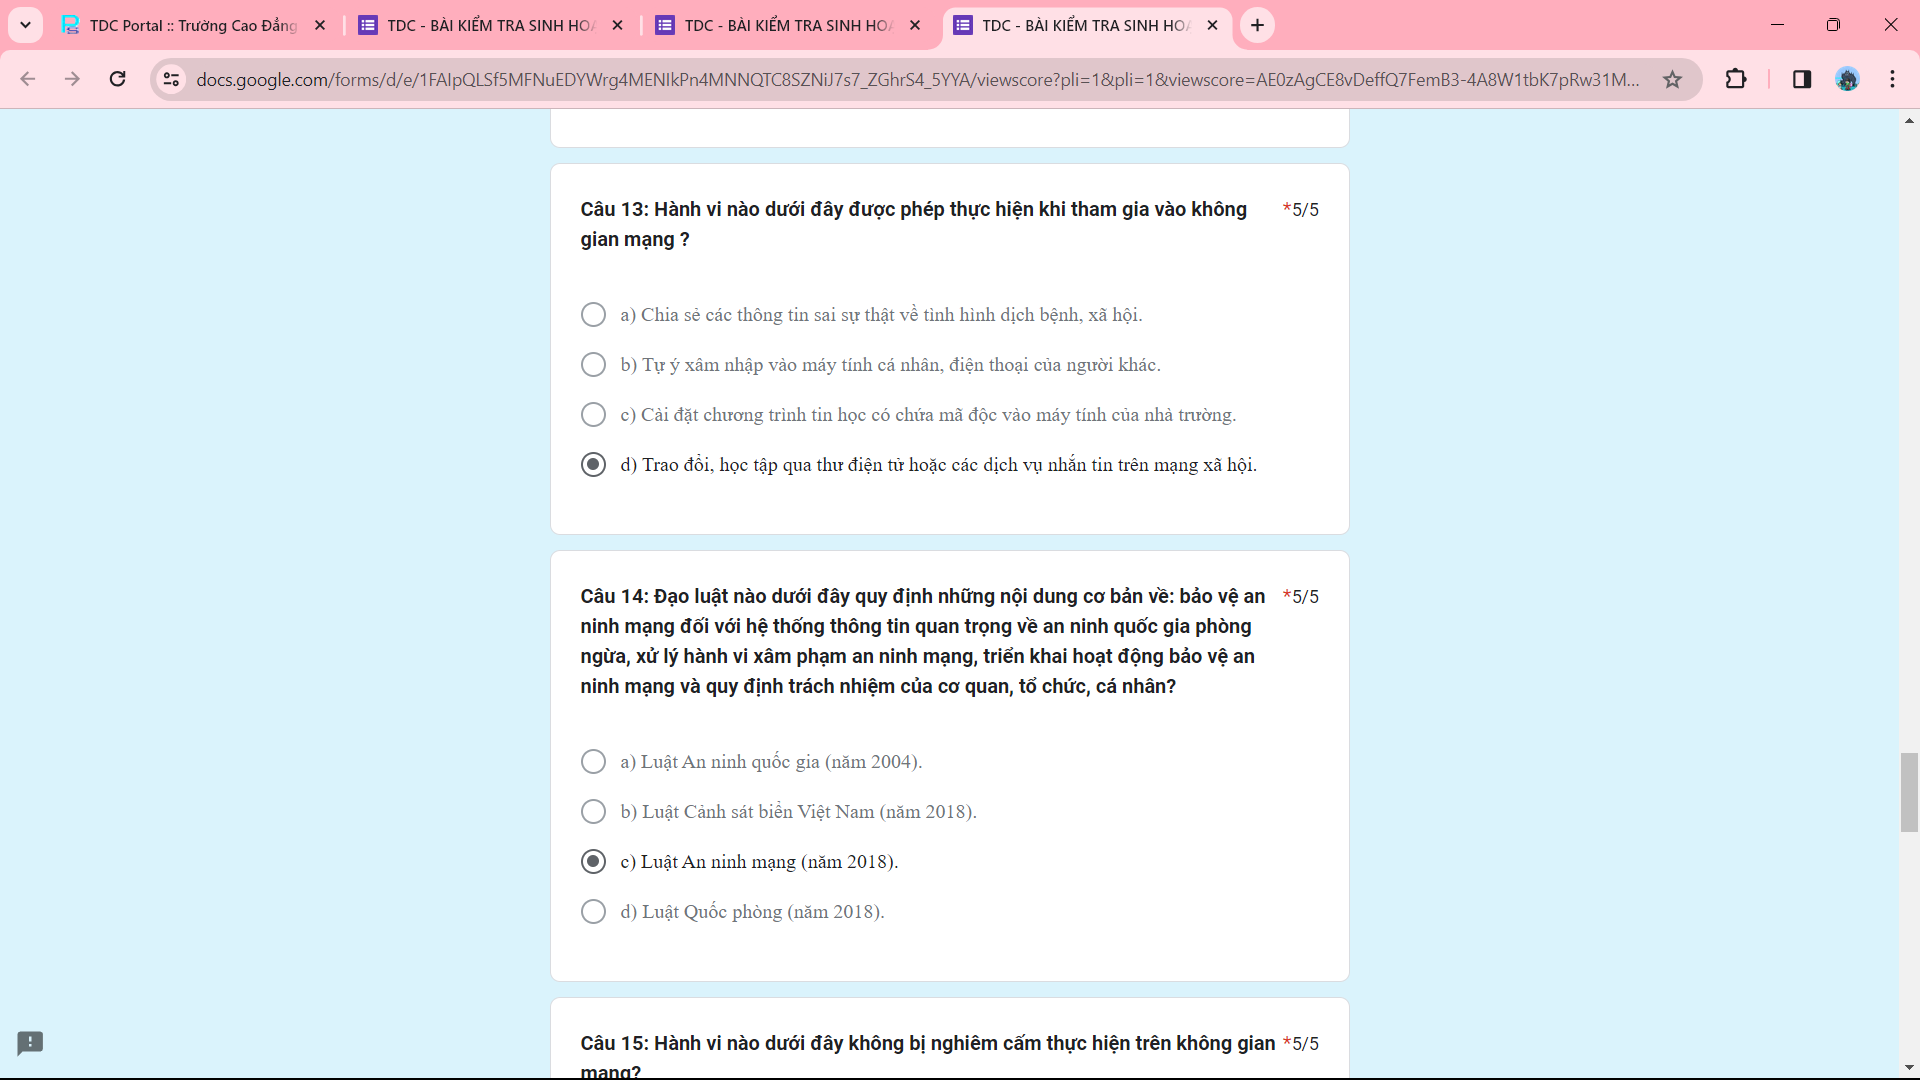 TDC Portal :: Trường Cao Đẳng
TDC - BÀI KIỂM TRA SINH HOẠ
TDC - BÀI KIỂM TRA SINH HOẠ
TDC - BÀI KIỂM TRA SINH HOẠ
docs.google.com/forms/d/e/1FAIpQLSf5MFNuEDYWrg4MENIkPn4MNNQTC8SZNiJ7s7_ZGhrS4_5YYA/viewscore?pli=1&pli=1&viewscore=AE0zAgCE8vDeffQ7FemB3-4A8W1tbK7pRw31M...
Câu 13: Hành vi nào dưới đây được phép thực hiện khi tham gia vào không *5/5
gian mạng ?
a) Chia sẻ các thông tin sai sự thật về tình hình dịch bệnh, xã hội.
b) Tự ý xâm nhập vào máy tính cá nhân, điện thoại của người khác.
c) Cài đặt chương trình tin học có chứa mã độc vào máy tính của nhà trường.
d) Trao đổi, học tập qua thư điện tử hoặc các dịch vụ nhắn tin trên mạng xã hội.
Câu 14: Đạo luật nào dưới đây quy định những nội dung cơ bản về: bảo vệ an *5/5
ninh mạng đối với hệ thống thông tin quan trọng về an ninh quốc gia phòng
ngừa, xử lý hành vi xâm phạm an ninh mạng, triển khai hoạt động bảo vệ an
ninh mạng và quy định trách nhiệm của cơ quan, tổ chức, cá nhân?
a) Luật An ninh quốc gia (năm 2004).
b) Luật Cảnh sát biển Việt Nam (năm 2018).
c) Luật An ninh mạng (năm 2018).
d) Luật Quốc phòng (năm 2018).
Câu 15: Hành vi nào dưới đây không bị nghiêm cấm thực hiện trên không gian *5/5
mạng?